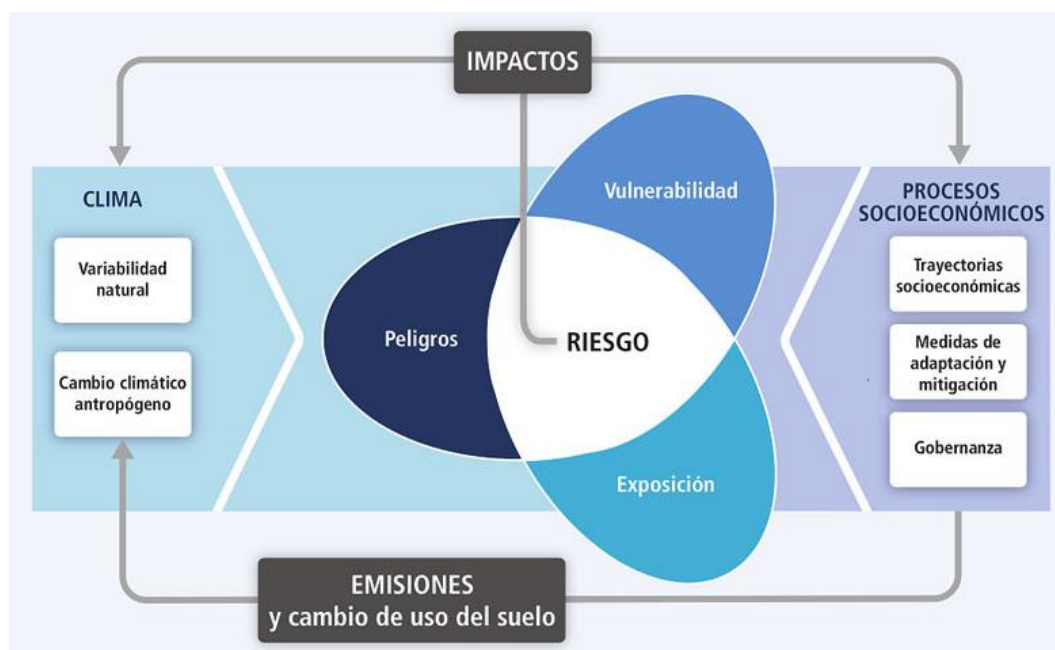 IMPACTOS
CLIMA
Variabilidad
natural
Cambio climático
antropógeno
Peligros
Vulnerabilidad
RIESGO
Exposición
PROCESOS
SOCIOECONÓMICOS
Trayectorias
socioeconómicas
Medidas de
adaptación y
mitigación
Gobernanza
EMISIONES
y cambio de uso del suelo